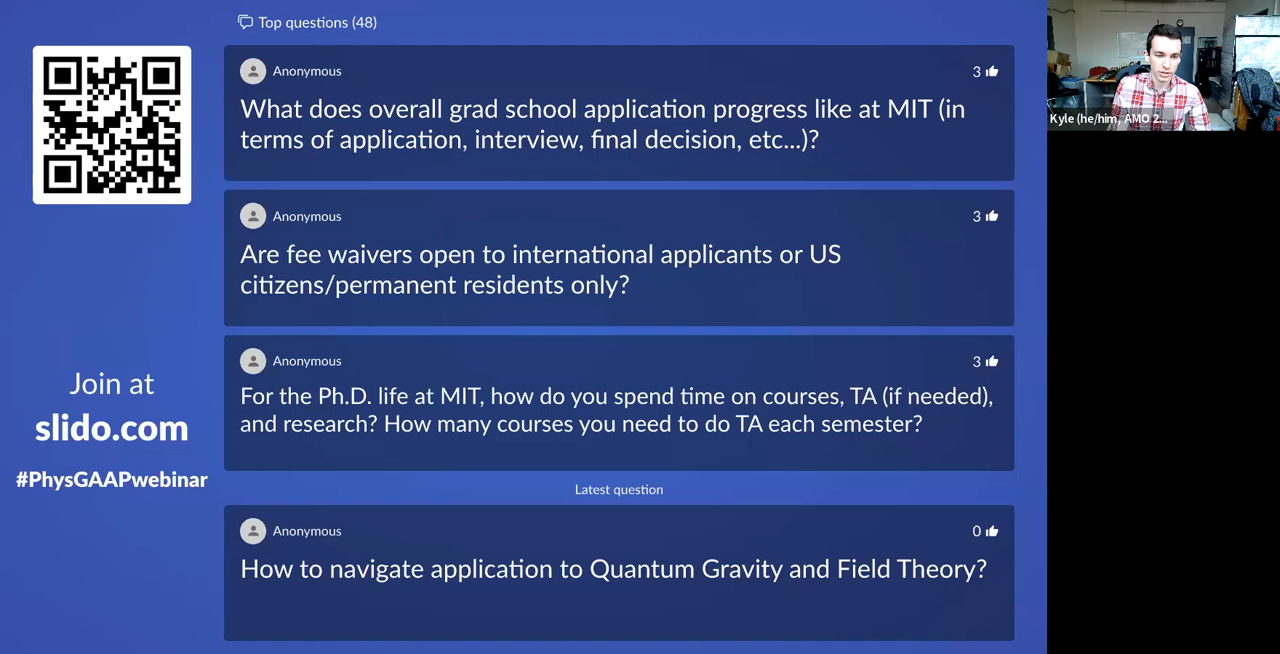 Top questions (48)
Anonymous
3
What does overall grad school application progress like at MIT (in
terms of application, interview, final decision, etc...)?
Anonymous
3
Are fee waivers open to international applicants or US
citizens/permanent residents only?
Anonymous
3
For the Ph.D. life at MIT, how do you spend time on courses, TA (if needed),
and research? How many courses you need to do TA each semester?
Latest question
Anonymous
0
How to navigate application to Quantum Gravity and Field Theory?
Join at
slido.com
#PhysGAAPwebinar
Kyle (he/him, AMO 2...